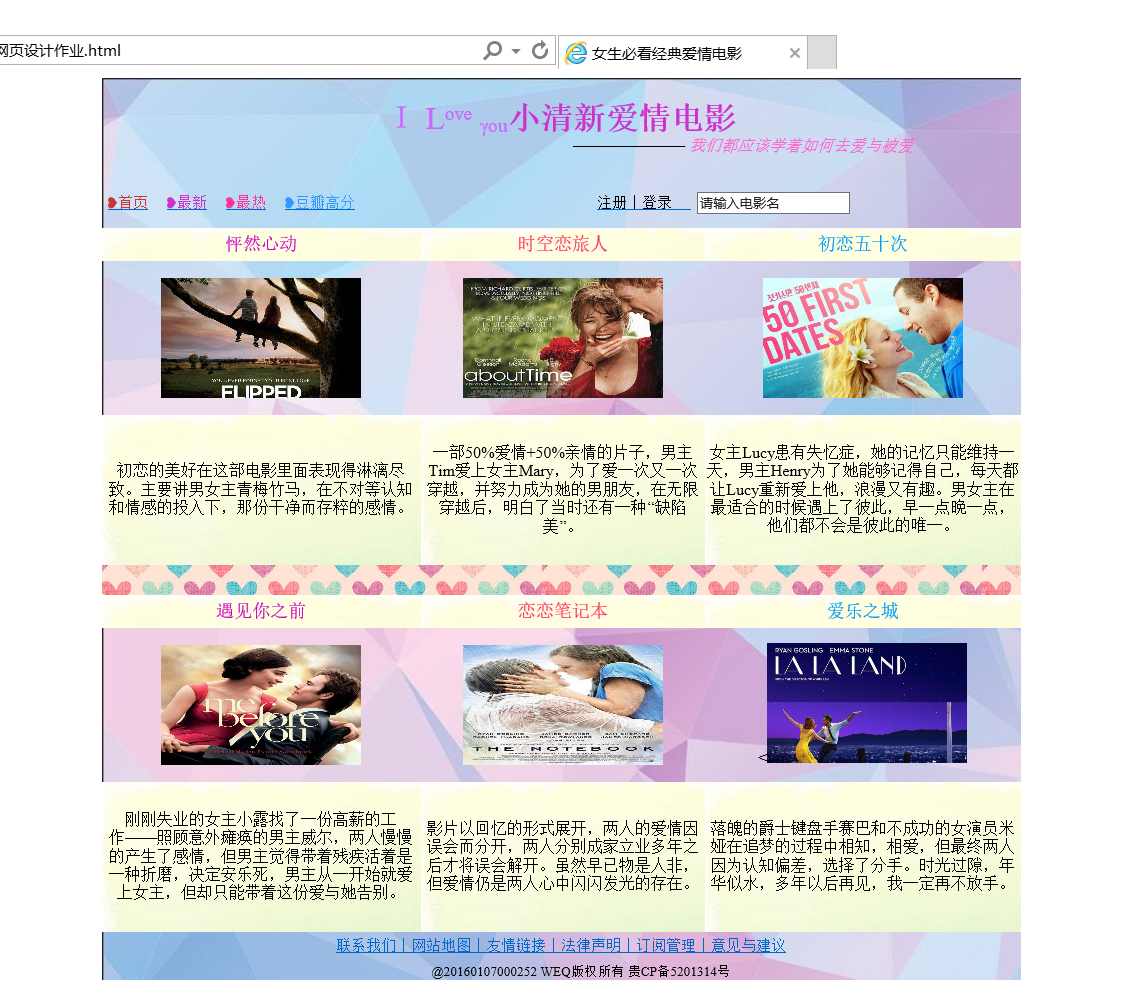 网页设计作业.html
女生必看经典爱情电影
I Love you小清新爱情电影
————————我们都应该学着如何去爱与被爱
❥首页 ❥最新 ❥最热 ❥豆瓣高分 注册 | 登录 请输入电影名
怦然心动 时空恋旅人 初恋五十次
YOU NEVER FORGET YOUR FIRST LOVE
FLIPPED
about Time
50 FIRST
DATES
初恋的美好在这部电影里面表现得淋漓尽
致。主要讲男女主青梅竹马，在不对等认知
和情感的投入下，那份干净而存粹的感情。
一部50%爱情+50%亲情的片子，男主
Tim爱上女主Mary，为了爱一次又一次
穿越，并努力成为她的男朋友，在无限
穿越后，明白了当时还有一种“缺陷
美”。
女主Lucy患有失忆症，她的记忆只能维持一
天，男主Henry为了她能够记得自己，每天都
让Lucy重新爱上他，浪漫又有趣。男女主在
最适合的时候遇上了彼此，早一点晚一点，
他们都不会是彼此的唯一。
遇见你之前 恋恋笔记本 爱乐之城
me
before
you
THE NOTEBOOK
RYAN GOSLING EMMA STONE
LA LA LAND
<
刚刚失业的女主小露找了一份高薪的工
作——照顾意外瘫痪的男主威尔，两人慢慢
的产生了感情，但男主觉得带着残疾活着是
一种折磨，决定安乐死，男主从一开始就爱
上女主，但却只能带着这份爱与她告别。
影片以回忆的形式展开，两人的爱情因
误会而分开，两人分别成家立业多年之
后才将误会解开。虽然早已物是人非，
但爱情仍是两人心中闪闪发光的存在。
落魄的爵士键盘手赛巴和不成功的女演员米
娅在追梦的过程中相知，相爱，但最终两人
因为认知偏差，选择了分手。时光过隙，年
华似水，多年以后再见，我一定再不放手。
联系我们 | 网站地图 | 友情链接 | 法律声明 | 订阅管理 | 意见与建议
@20160107000252 WEQ版权所有 贵CP备5201314号